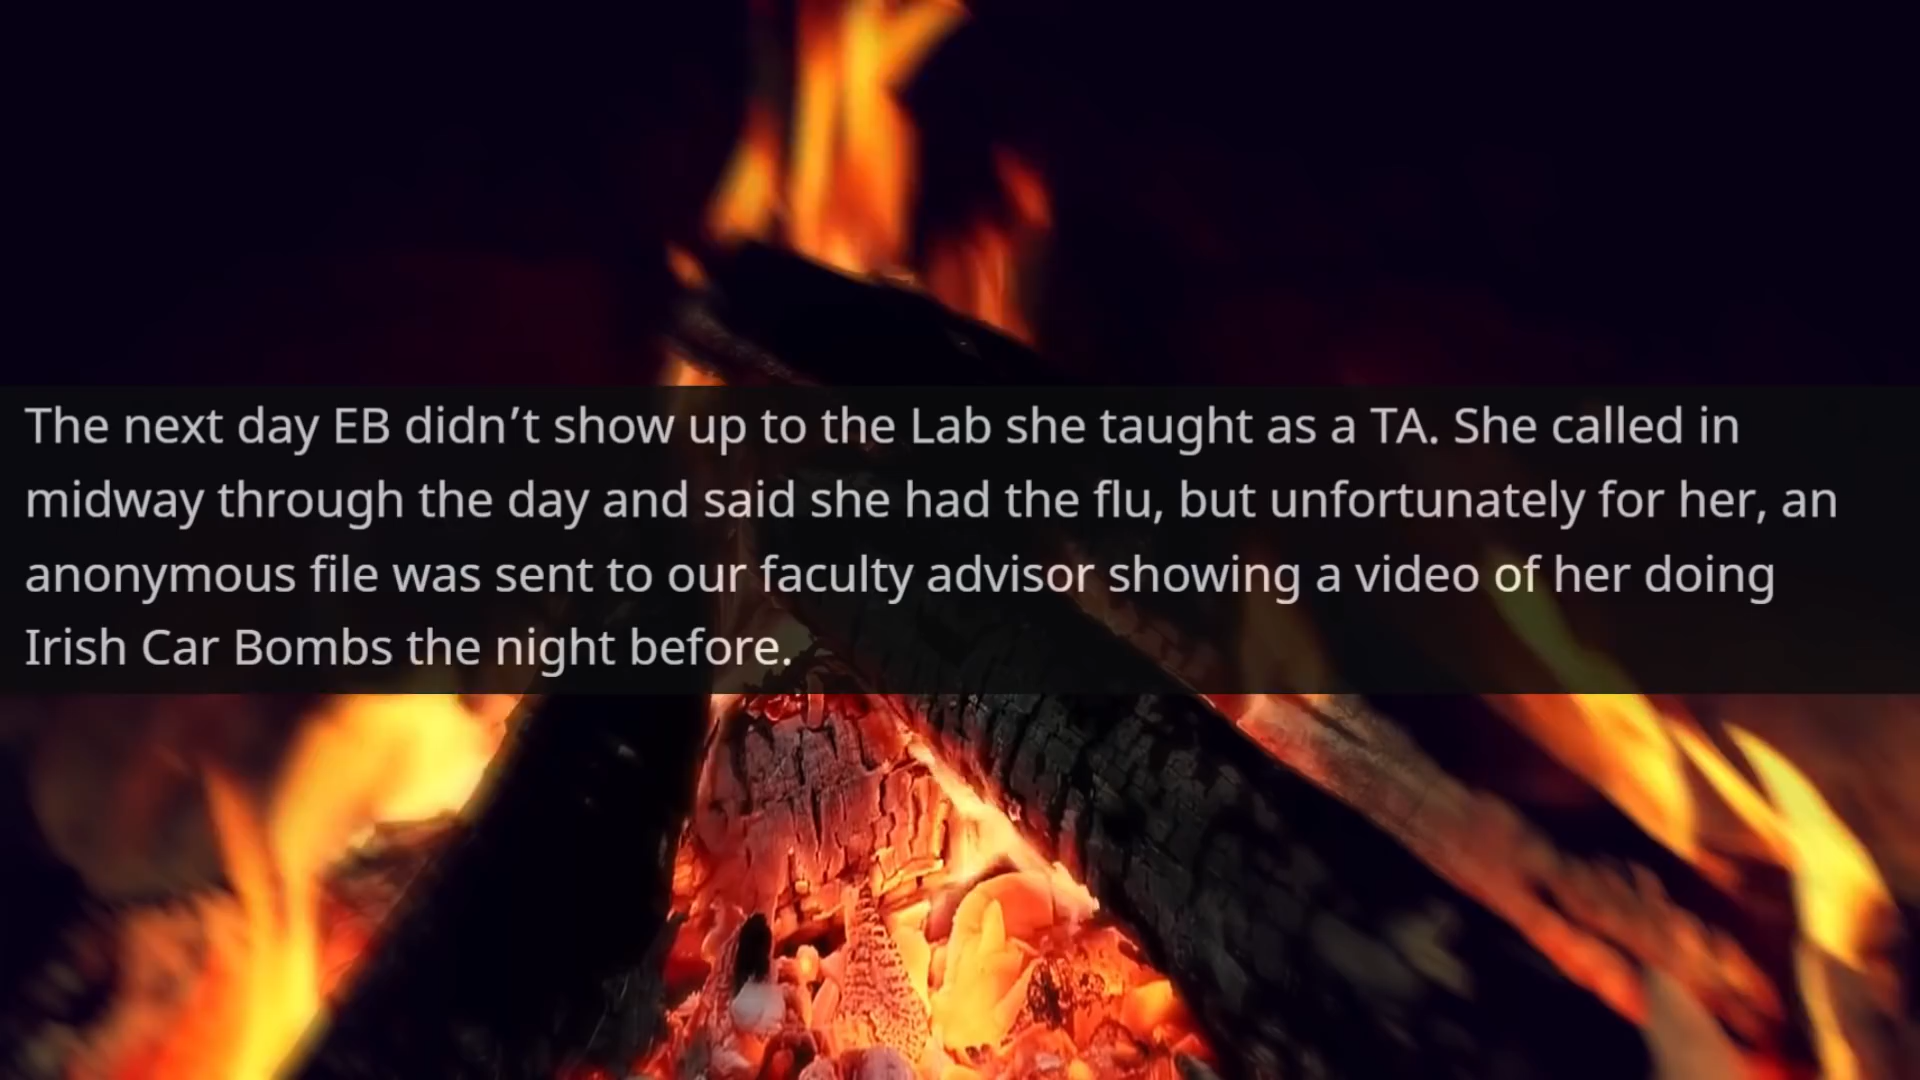 The next day EB didn’t show up to the Lab she taught as a TA. She called in
midway through the day and said she had the flu, but unfortunately for her, an
anonymous file was sent to our faculty advisor showing a video of her doing
Irish Car Bombs the night before.